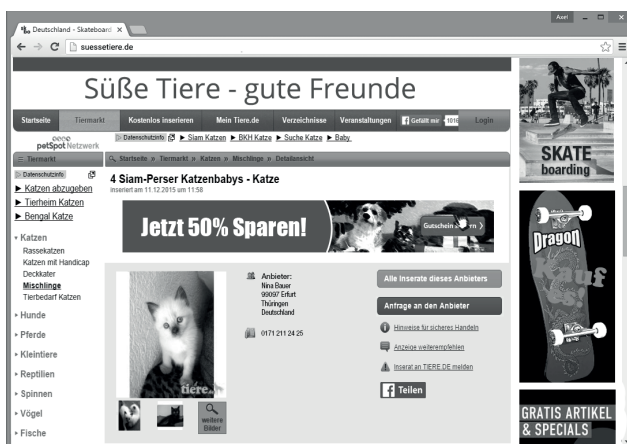 Axel
Deutschland - Skateboard
suessetiere.de
Süße Tiere - gute Freunde
Startseite
Tiermarkt
Kostenlos inserieren
Mein Tiere.de
Verzeichnisse
Veranstaltungen
Gefällt mir
1016
Login
petSpot Netzwerk
Datenschutzinfo
Siam Katzen
BKH Katze
Suche Katze
Baby
Tiermarkt
Startseite » Tiermarkt » Katzen » Mischlinge » Detailansicht
Datenschutzinfo
Katzen abzugeben
Tierheim Katzen
Bengal Katze
Katzen
Rassekatzen
Katzen mit Handicap
Deckkater
Mischlinge
Tierbedarf Katzen
Hunde
Pferde
Kleintiere
Reptilien
Spinnen
Vögel
Fische
4 Siam-Perser Katzenbabys - Katze
inseriert am 11.12.2015 um 11:58
Jetzt 50% Sparen!
Gutschein
tiere.
weitere
Bilder
Anbieter:
Nina Bauer
99097 Erfurt
Thüringen
Deutschland
0171 211 24 25
Alle Inserate dieses Anbieters
Anfrage an den Anbieter
Hinweise für sicheres Handeln
Anzeige weiterempfehlen
Inserat an TIERE.DE melden
Teilen
SKATE
boarding
Dragon
Kauf
es!
GRATIS ARTIKEL
& SPECIALS